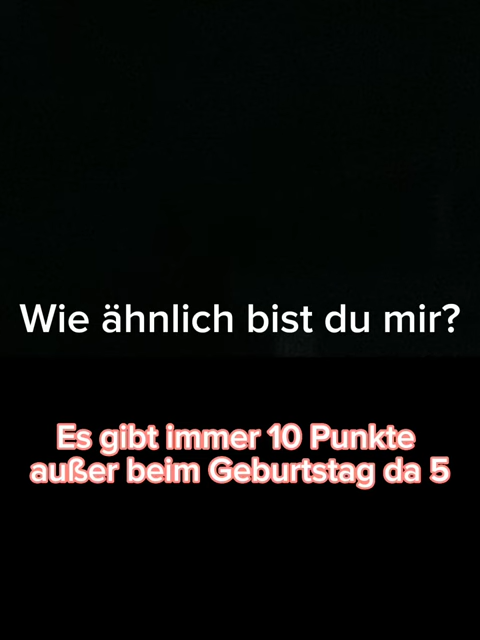 Wie ähnlich bist du mir?
Es gibt immer 10 Punkte
außer beim Geburtstag da 5